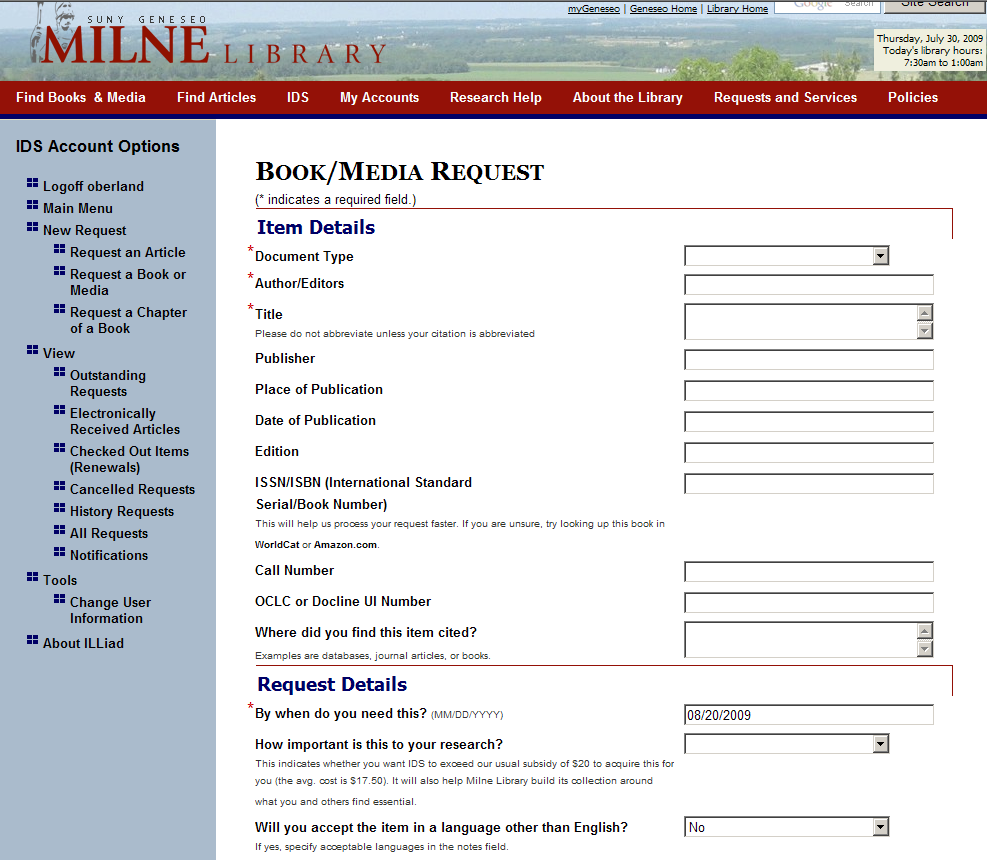 myGeneseo | Geneseo Home | Library Home
Google Search
Site Search
SUNY GENESEO
MILNE LIBRARY
Thursday, July 30, 2009
Today's library hours:
7:30am to 1:00am
Find Books & Media Find Articles IDS My Accounts Research Help About the Library Requests and Services Policies
IDS Account Options
Logoff oberland
Main Menu
New Request
Request an Article
Request a Book or
Media
Request a Chapter
of a Book
View
Outstanding
Requests
Electronically
Received Articles
Checked Out Items
(Renewals)
Cancelled Requests
History Requests
All Requests
Notifications
Tools
Change User
Information
About ILLiad
BOOK/MEDIA REQUEST
(* indicates a required field.)
Item Details
*Document Type
*Author/Editors
*Title
Please do not abbreviate unless your citation is abbreviated
Publisher
Place of Publication
Date of Publication
Edition
ISSN/ISBN (International Standard
Serial/Book Number)
This will help us process your request faster. If you are unsure, try looking up this book in
WorldCat or Amazon.com.
Call Number
OCLC or Docline UI Number
Where did you find this item cited?
Examples are databases, journal articles, or books.
Request Details
*By when do you need this? (MM/DD/YYYY) 08/20/2009
How important is this to your research?
This indicates whether you want IDS to exceed our usual subsidy of $20 to acquire this for
you (the avg. cost is $17.50). It will also help Milne Library build its collection around
what you and others find essential.
Will you accept the item in a language other than English? No
If yes, specify acceptable languages in the notes field.